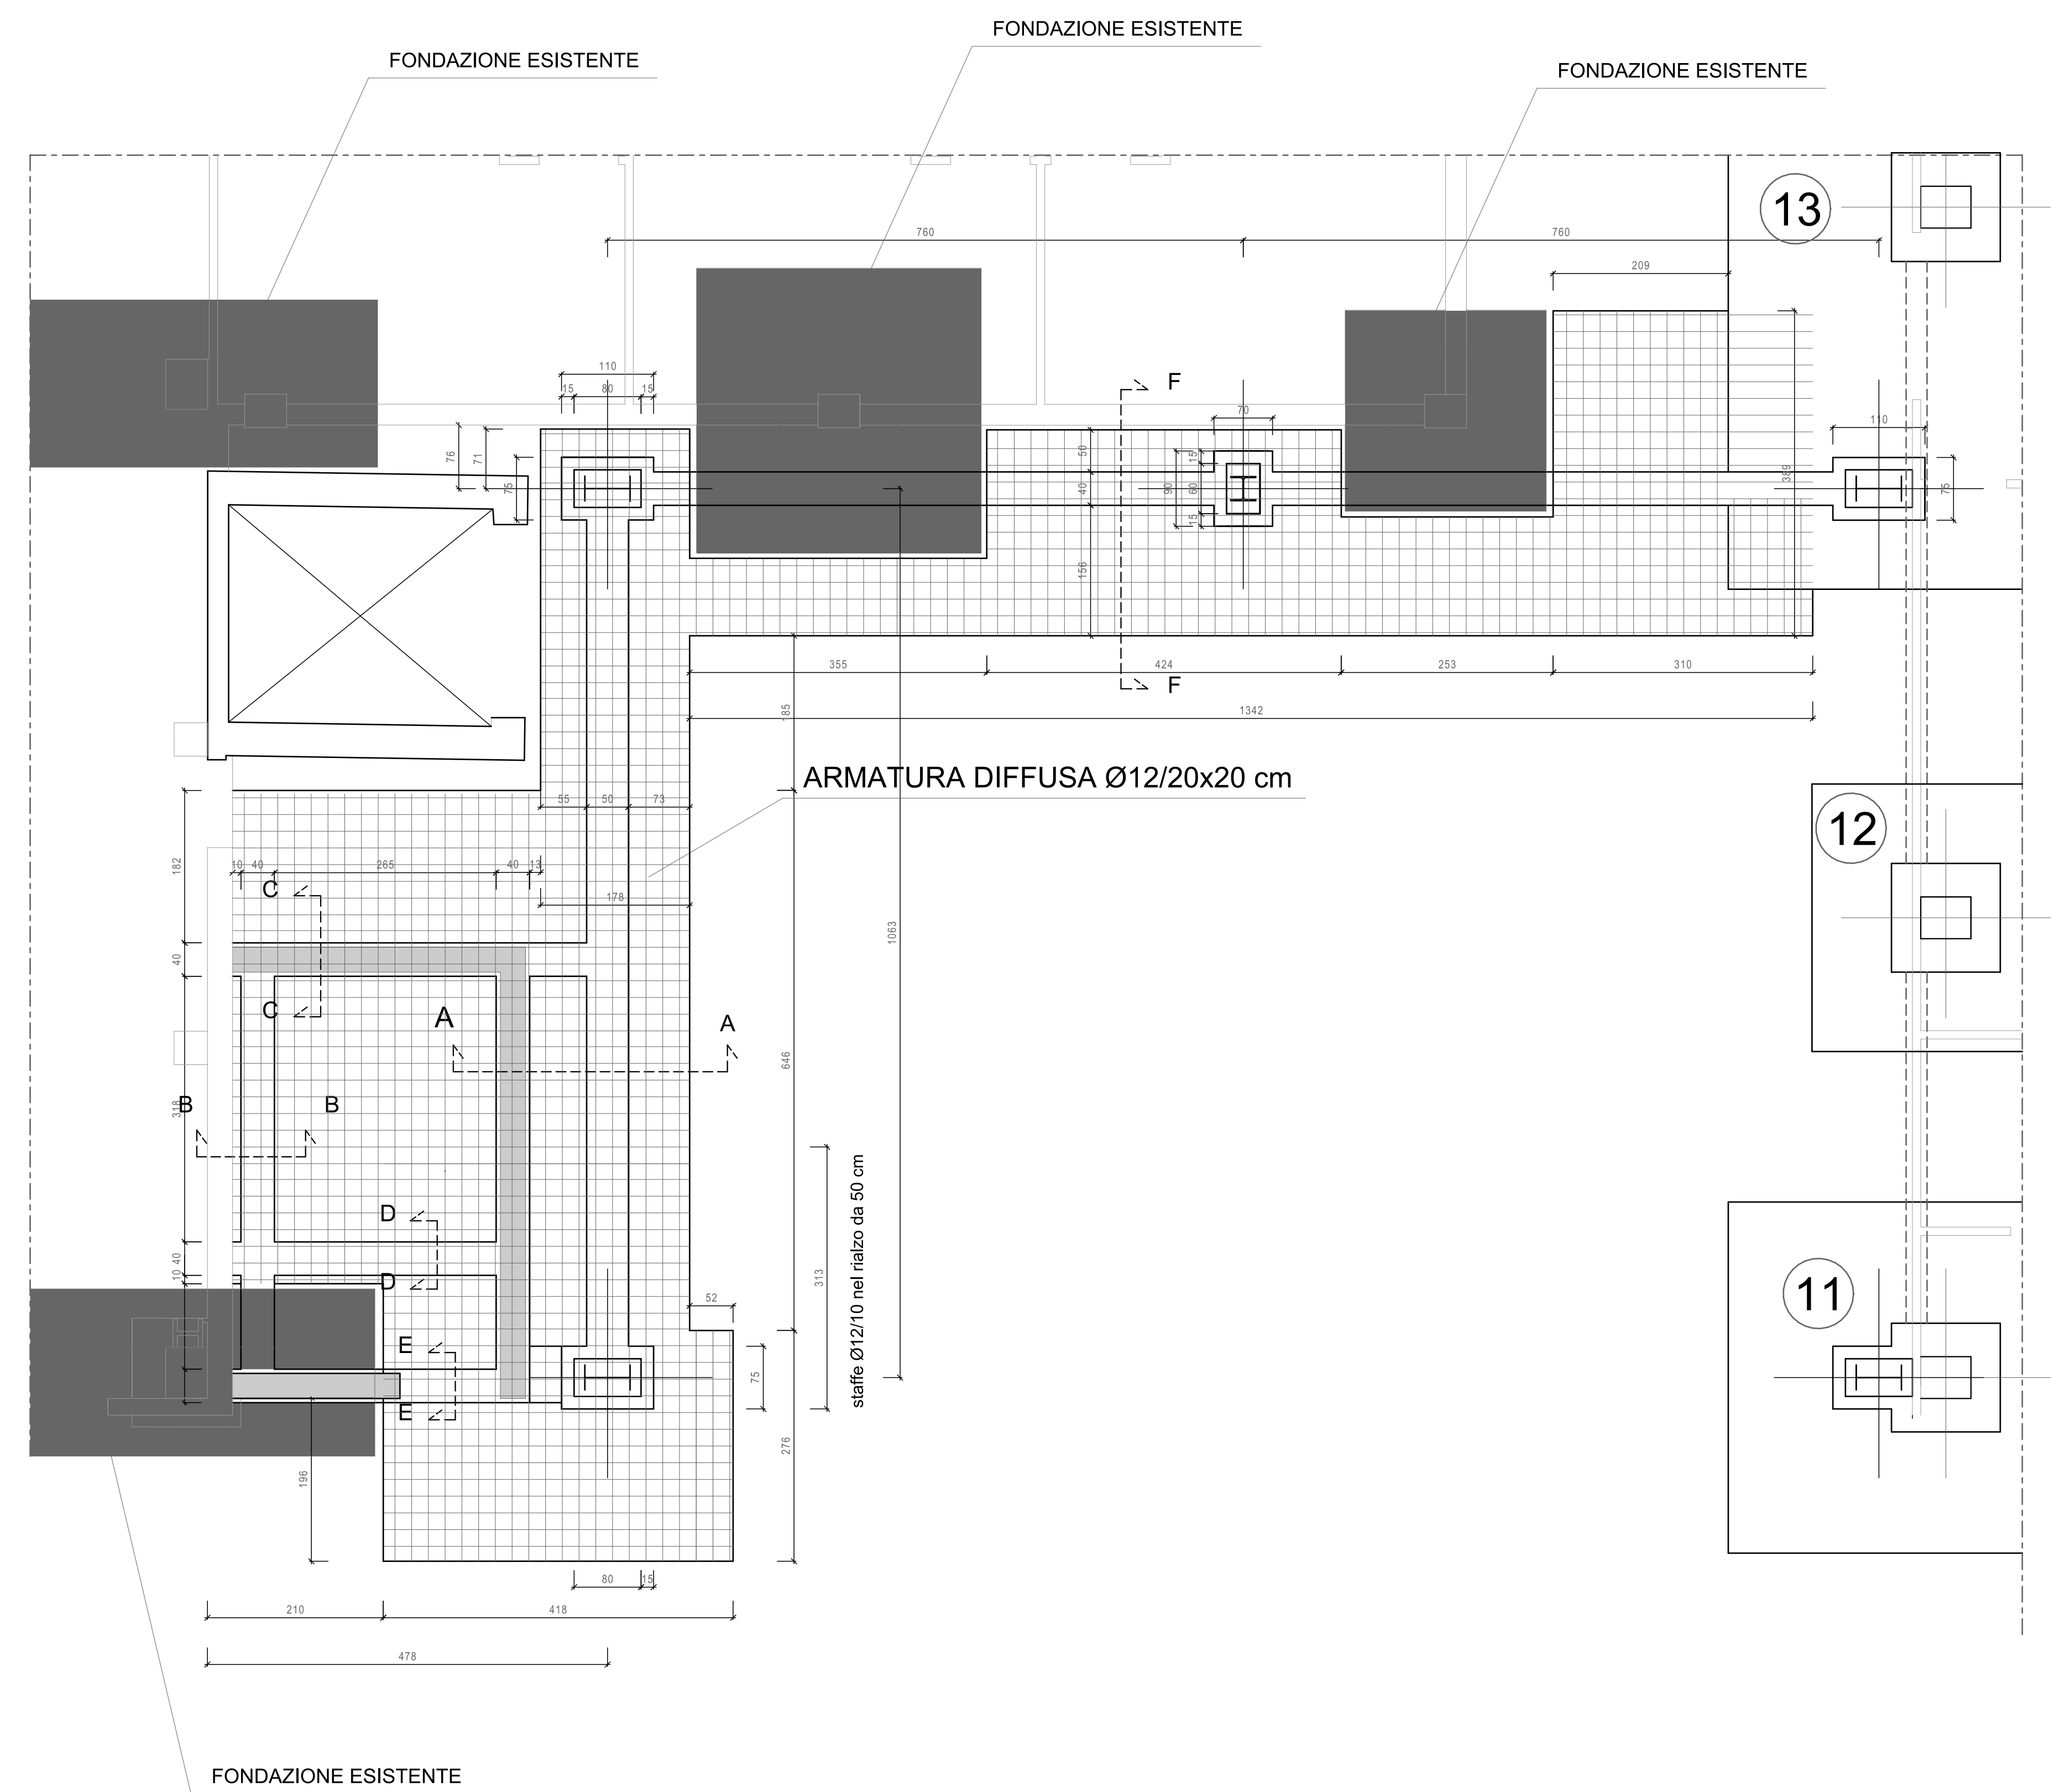 FONDAZIONE ESISTENTE
FONDAZIONE ESISTENTE
FONDAZIONE ESISTENTE
13
760
760
209
110
15 80 15
F
70
110
76
71
75
50
40
156
15
60
15
90
389
75
355
424
253
310
F
185
1342
ARMATURA DIFFUSA Ø12/20x20 cm
55 50 73
12
182
10 40 265 40 13
C
178
1063
40
C
A
A
646
318
B
B
D
313
staffe Ø12/10 nel rialzo da 50 cm
40
10
D
11
52
E
75
E
276
196
80 15
210
418
478
FONDAZIONE ESISTENTE